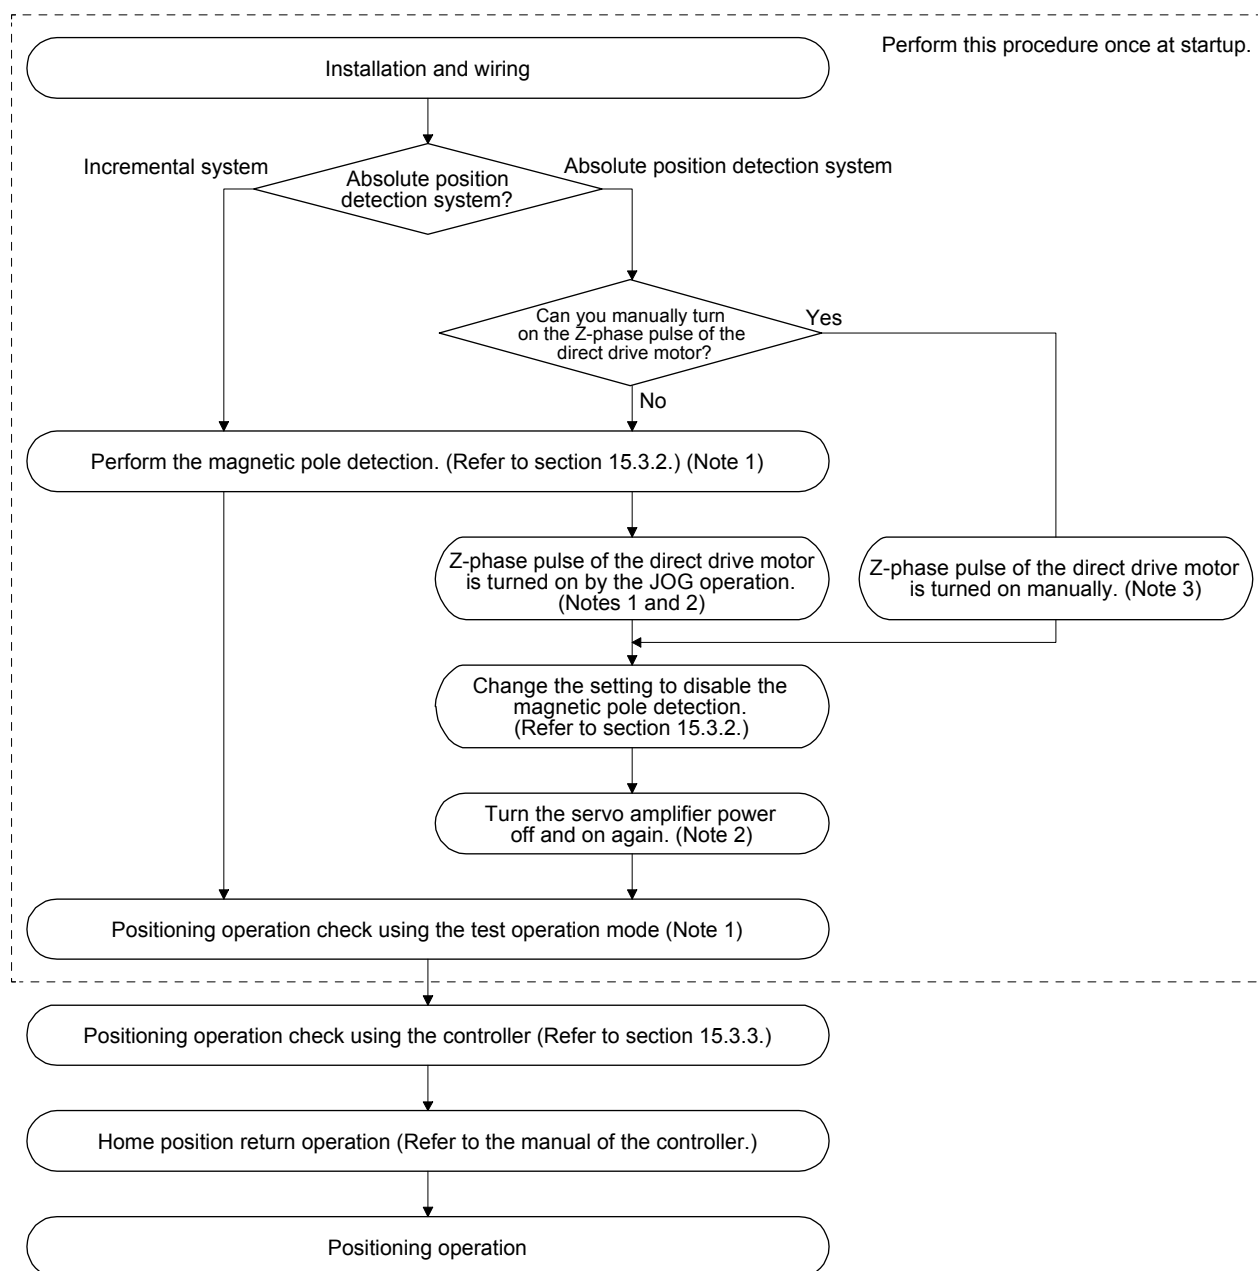 Perform this procedure once at startup.
Installation and wiring
Incremental system
Absolute position detection system
Absolute position
detection system?
Can you manually turn
on the Z-phase pulse of the
direct drive motor?
Yes
No
Perform the magnetic pole detection. (Refer to section 15.3.2.) (Note 1)
Z-phase pulse of the direct drive motor
is turned on by the JOG operation.
(Notes 1 and 2)
Z-phase pulse of the direct drive motor
is turned on manually. (Note 3)
Change the setting to disable the
magnetic pole detection.
(Refer to section 15.3.2.)
Turn the servo amplifier power
off and on again. (Note 2)
Positioning operation check using the test operation mode (Note 1)
Positioning operation check using the controller (Refer to section 15.3.3.)
Home position return operation (Refer to the manual of the controller.)
Positioning operation